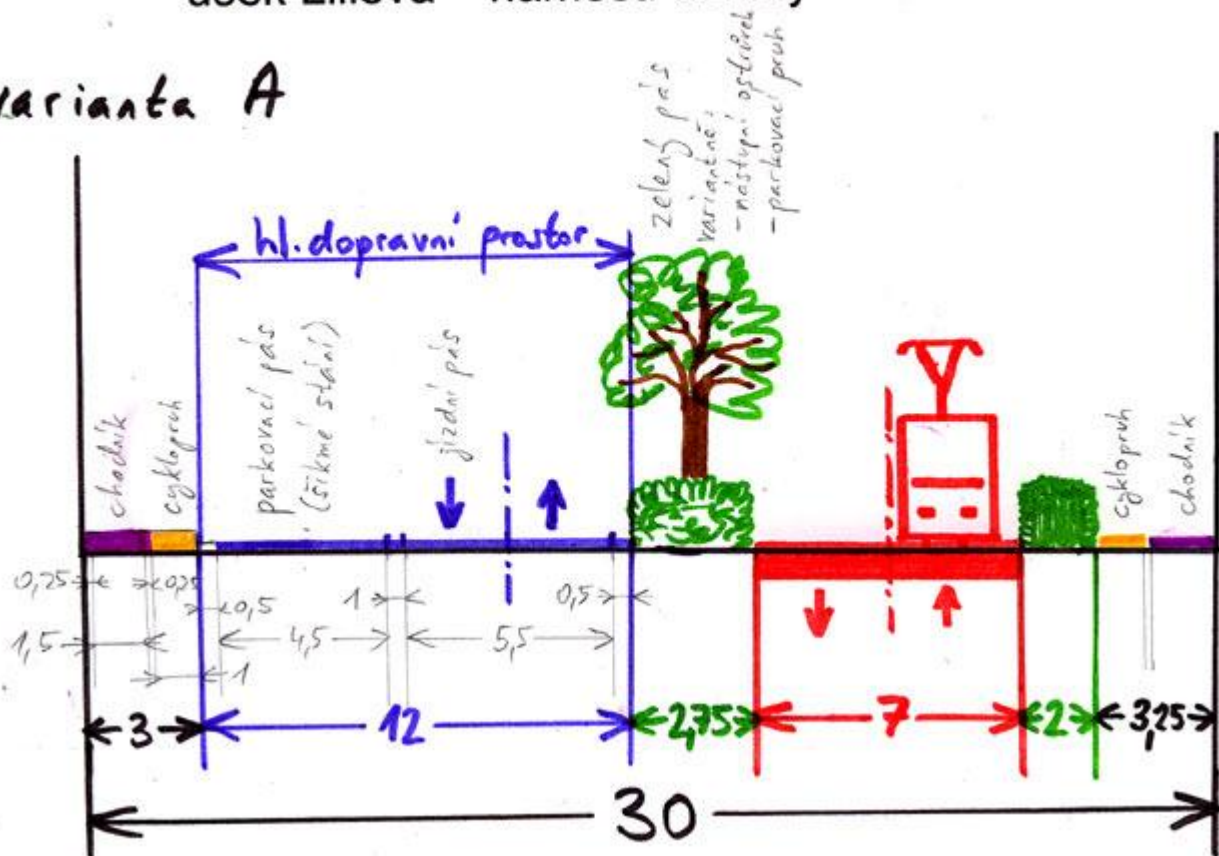 varianta A
zelený pás
variantně:
-nástupní ostrůvek
-parkovací pruh
hl. dopravní prostor
chodník
cyklopruh
parkovací pás
(šikmé stání)
jízdní pás
cyklopruh
chodník
0,25
0,25
0,5
1
0,5
1,5
4,5
5,5
1
3
12
2,75
7
2
3,25
30